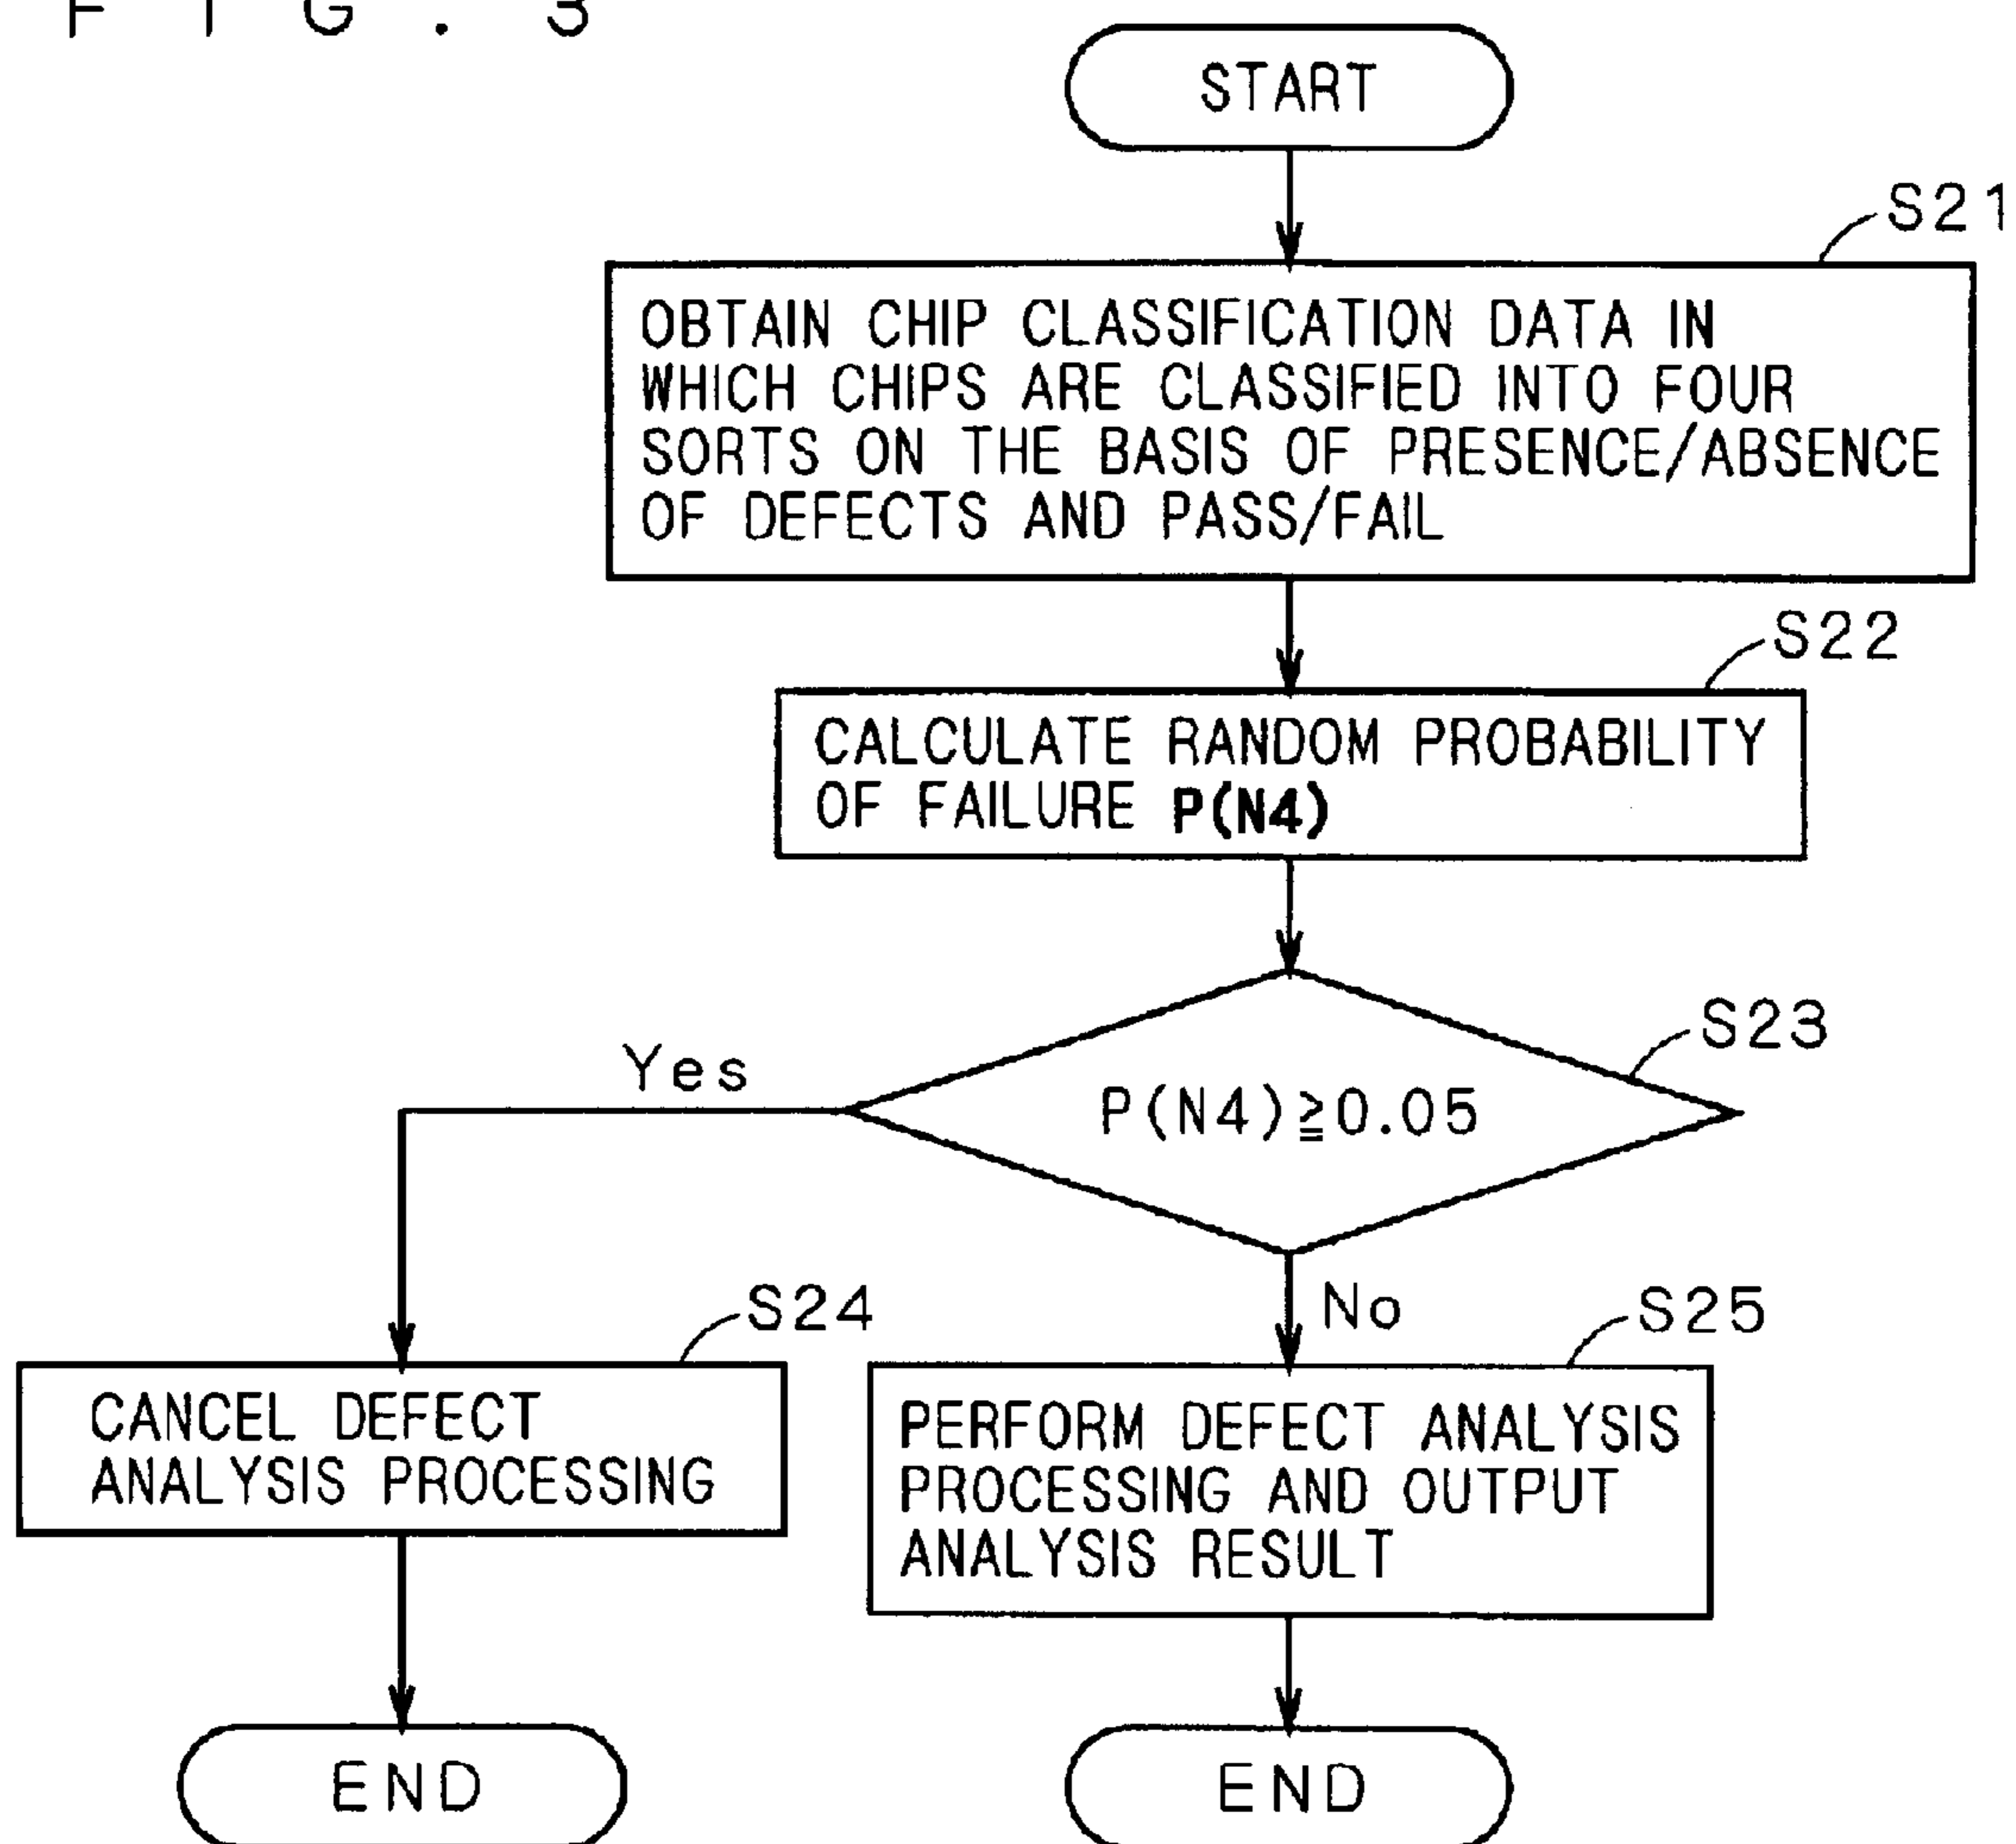 FIG. 3
START
S21
OBTAIN CHIP CLASSIFICATION DATA IN
WHICH CHIPS ARE CLASSIFIED INTO FOUR
SORTS ON THE BASIS OF PRESENCE/ABSENCE
OF DEFECTS AND PASS/FAIL
S22
CALCULATE RANDOM PROBABILITY
OF FAILURE P(N4)
S23
P(N4)≧0.05
Yes
No
S24
CANCEL DEFECT
ANALYSIS PROCESSING
S25
PERFORM DEFECT ANALYSIS
PROCESSING AND OUTPUT
ANALYSIS RESULT
END
END